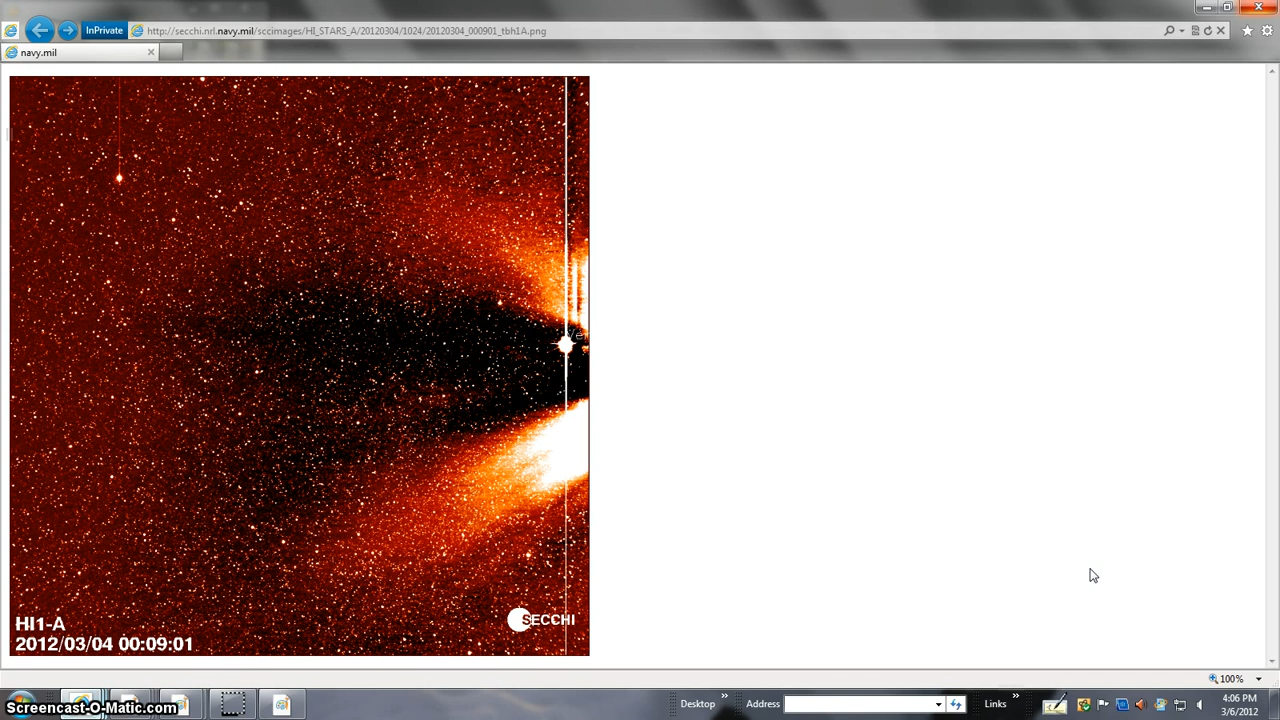 InPrivate
http://secchi.nrl.navy.mil/sccimages/HI_STARS_A/20120304/1024/20120304_000901_tbh1A.png
navy.mil
HI1-A
2012/03/04 00:09:01
SECCHI
100%
Desktop
Address
Links
4:06 PM
3/6/2012
Screencast-O-Matic.com